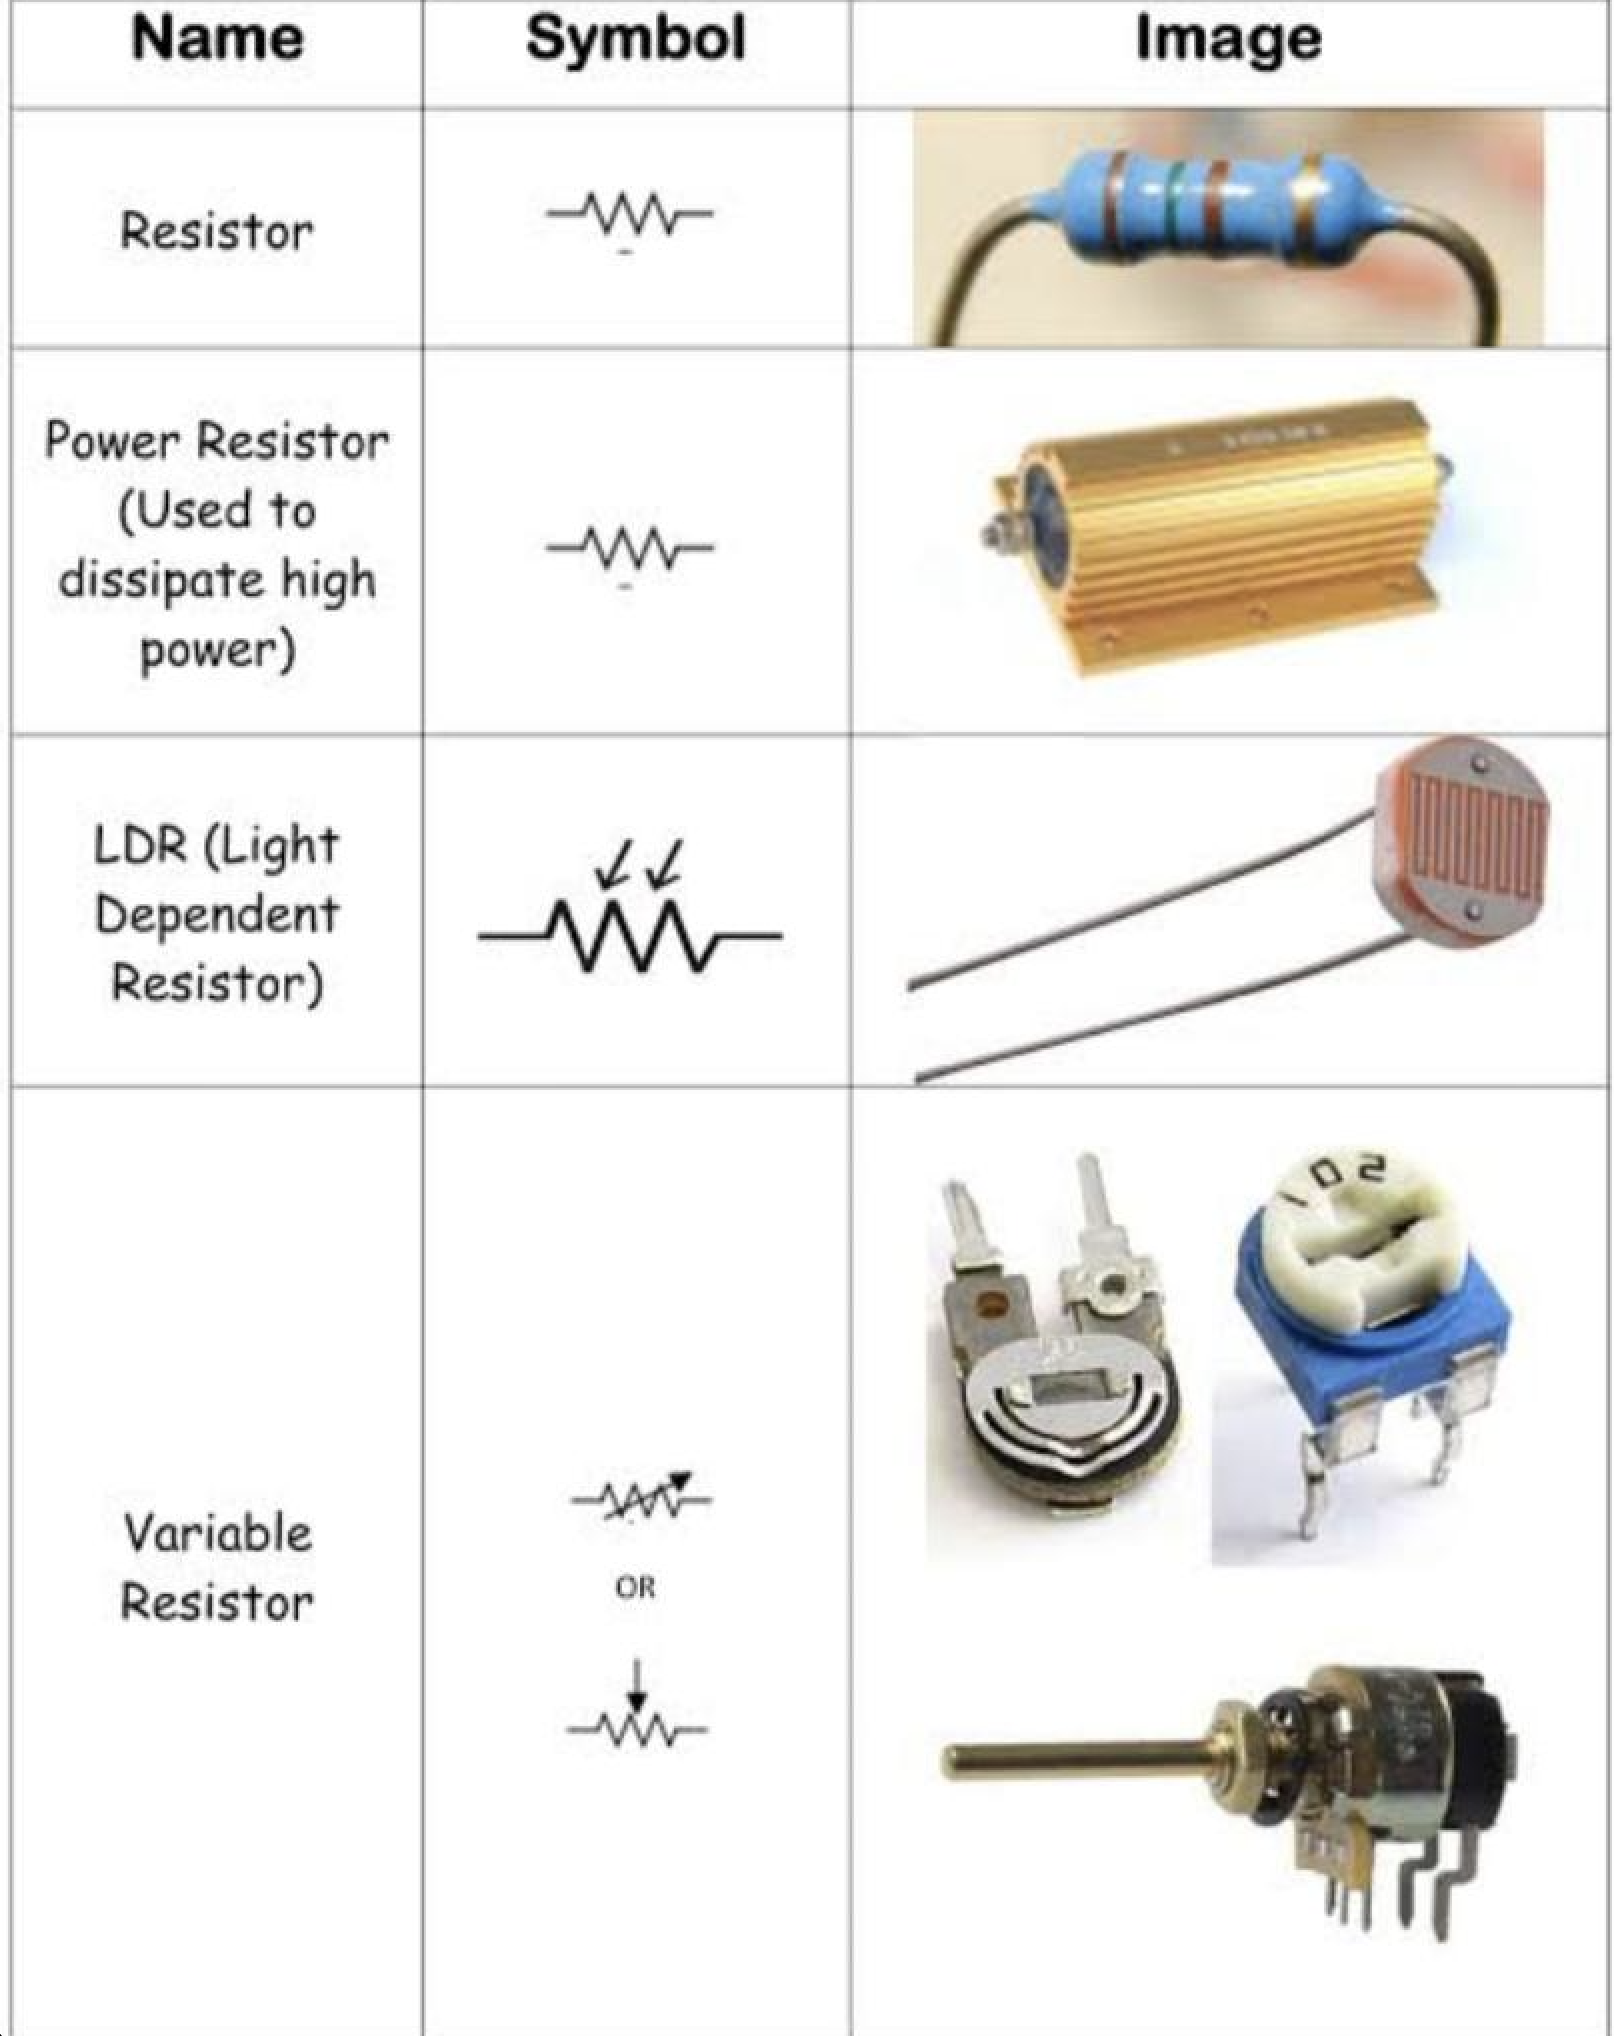 Name
Symbol
Image
Resistor
Power Resistor
(Used to
dissipate high
power)
LDR (Light
Dependent
Resistor)
Variable
Resistor
OR
102